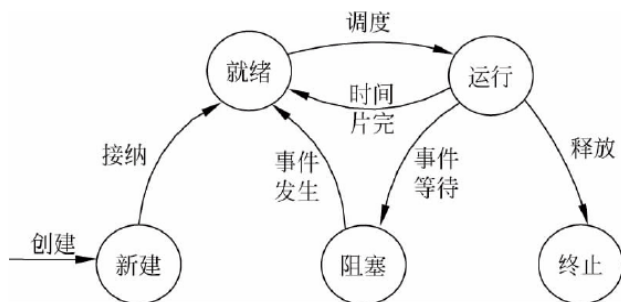 调度
就绪
运行
时间
片完
接纳
事件
发生
事件
等待
释放
创建
新建
阻塞
终止